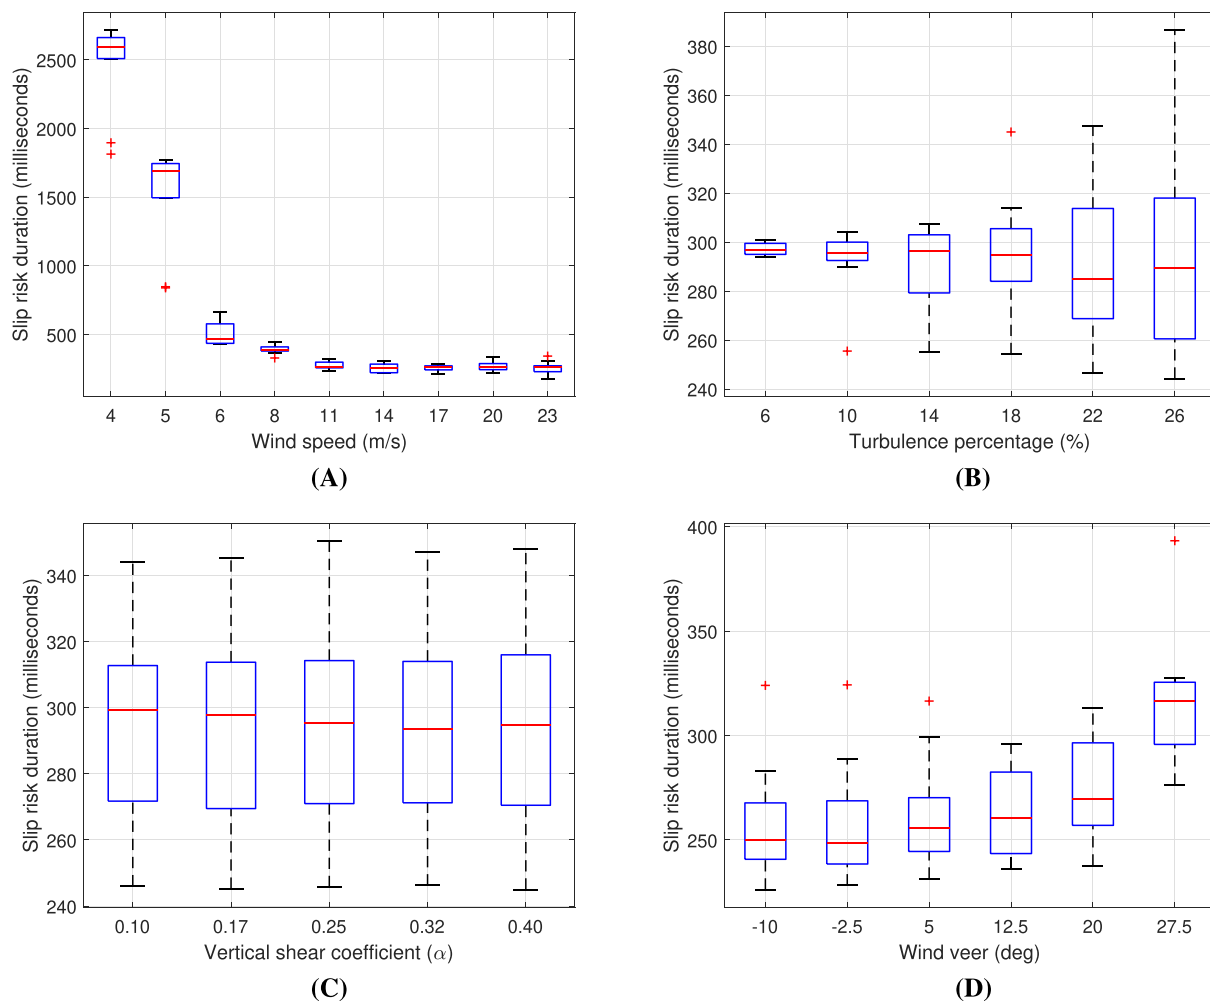 2500
2000
1500
1000
500
Slip risk duration (milliseconds)
4 5 6 8 11 14 17 20 23
Wind speed (m/s)
(A)
380
360
340
320
300
280
260
240
Slip risk duration (milliseconds)
6 10 14 18 22 26
Turbulence percentage (%)
(B)
340
320
300
280
260
240
Slip risk duration (milliseconds)
0.10 0.17 0.25 0.32 0.40
Vertical shear coefficient (α)
(C)
400
350
300
250
Slip risk duration (milliseconds)
-10 -2.5 5 12.5 20 27.5
Wind veer (deg)
(D)